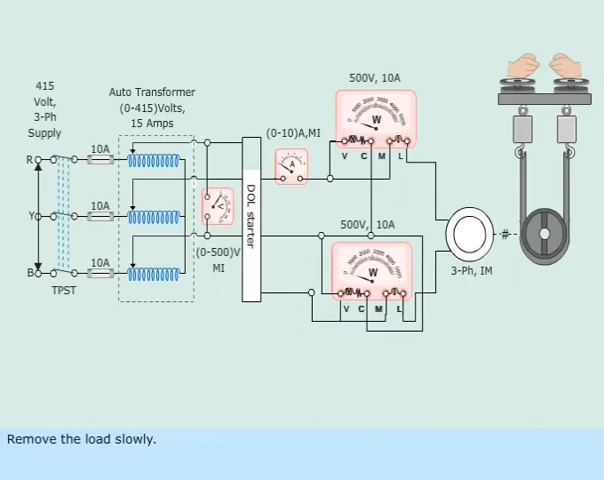 500V, 10A
415
Volt,
3-Ph
Supply
Auto Transformer
(0-415)Volts,
15 Amps
W
(0-10)A,MI
R
10A
A
V C M L
DOL starter
Y
10A
V
500V, 10A
(0-500)V
MI
W
B
10A
TPST
3-Ph, IM
#
V C M L
Remove the load slowly.